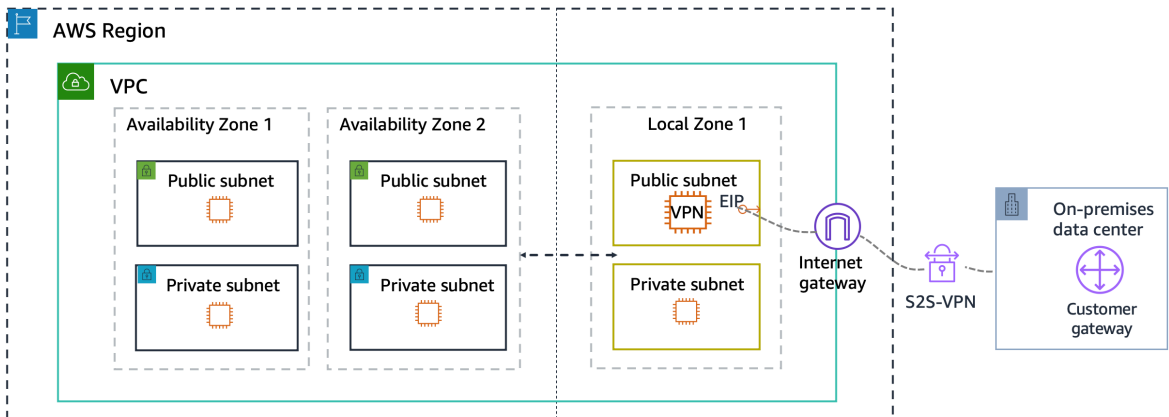 AWS Region
VPC
Availability Zone 1
Availability Zone 2
Local Zone 1
Public subnet
Public subnet
Public subnet
VPN
EIP
Private subnet
Private subnet
Private subnet
Internet
gateway
S2S-VPN
On-premises
data center
Customer
gateway